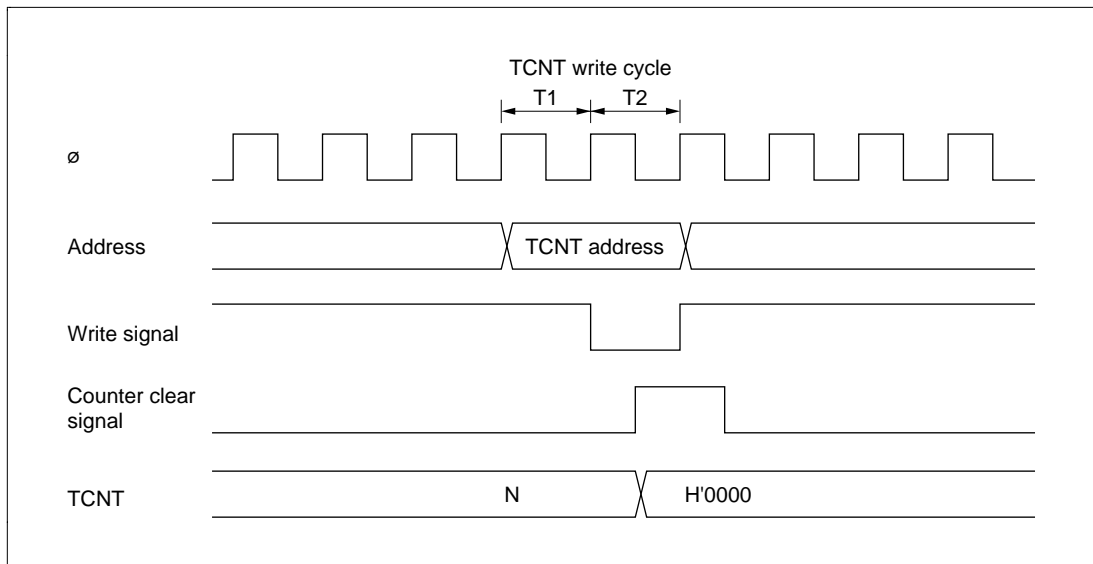 TCNT write cycle
T1 T2
ø
Address TCNT address
Write signal
Counter clear
signal
TCNT N H'0000